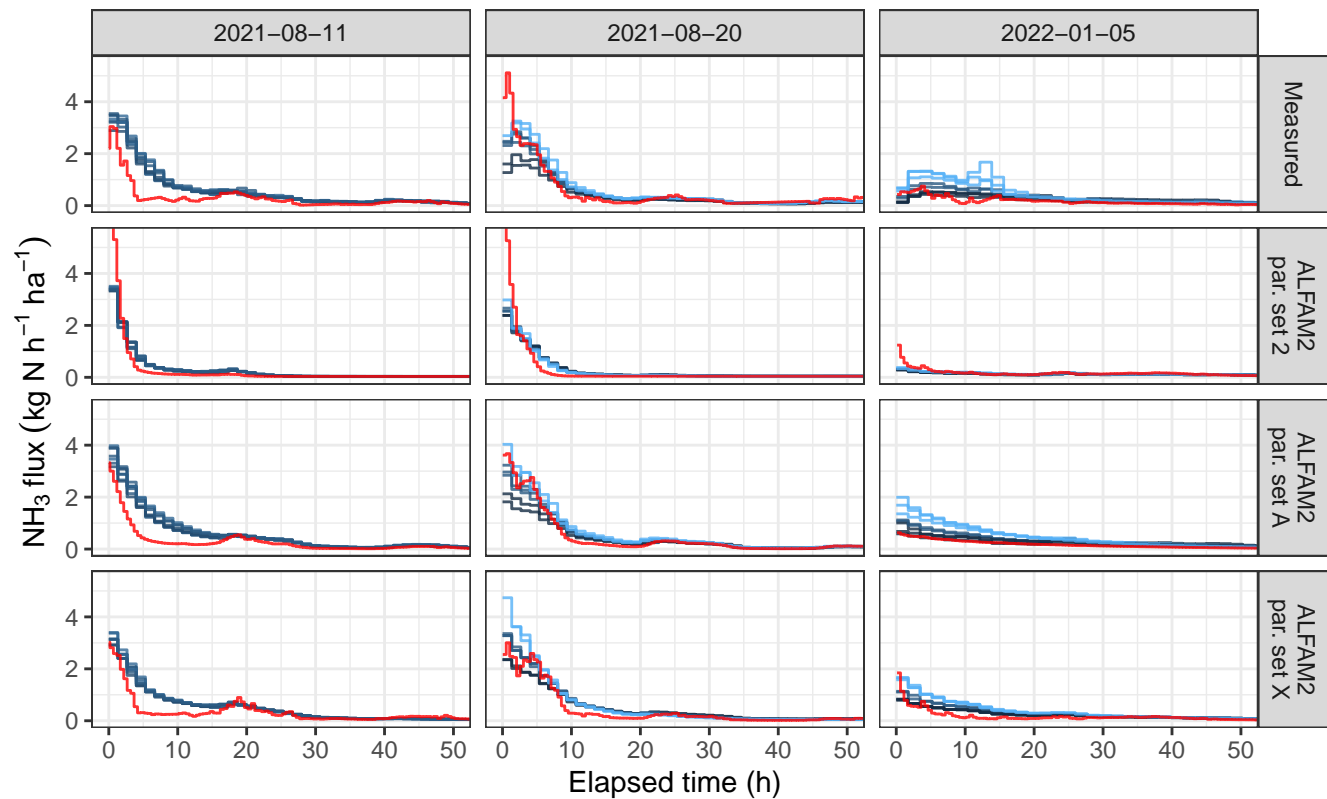 2021−08−11 2021−08−20 2022−01−05
NH₃ flux (kg N h⁻¹ ha⁻¹)
4
2
0
Measured
4
2
0
ALFAM2
par. set 2
4
2
0
ALFAM2
par. set A
4
2
0
ALFAM2
par. set X
0 10 20 30 40 50 0 10 20 30 40 50 0 10 20 30 40 50
Elapsed time (h)